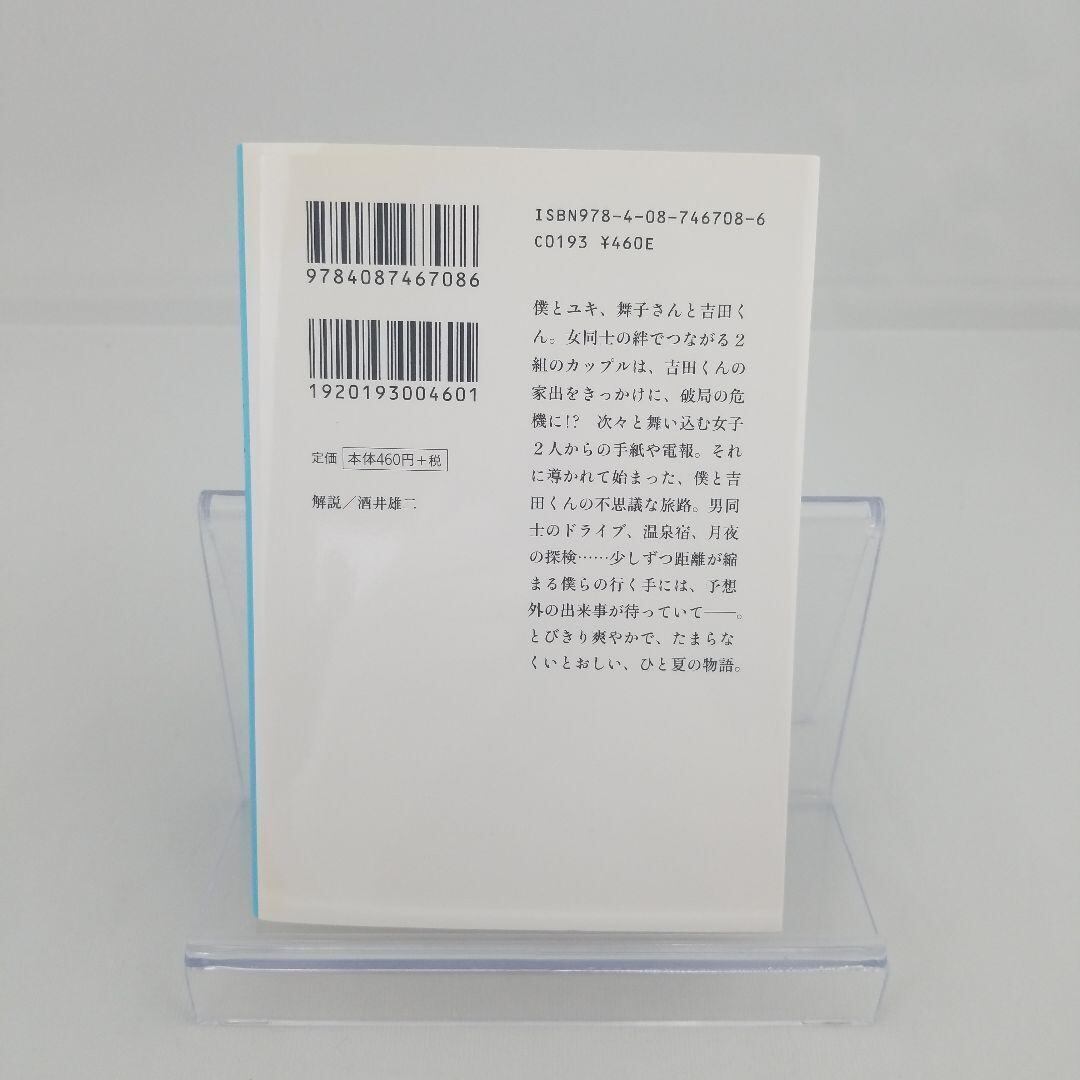 9784087467086
1920193004601
定価 本体460円+税
解説／酒井雄二
ISBN978-4-08-746708-6
C0193 ¥460E
僕とユキ、舞子さんと吉田く
ん。女同士の絆でつながる２
組のカップルは、吉田くんの
家出をきっかけに、破局の危
機に!?　次々と舞い込む女子
２人からの手紙や電報。それ
に導かれて始まった、僕と吉
田くんの不思議な旅路。男同
士のドライブ、温泉宿、月夜
の探検……少しずつ距離が縮
まる僕らの行く手には、予想
外の出来事が待っていて――。
とびきり爽やかで、たまらな
くいとおしい、ひと夏の物語。